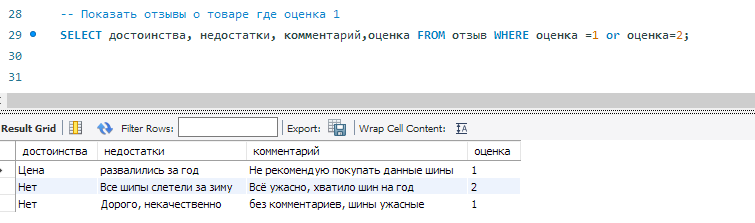 28 -- Показать отзывы о товаре где оценка 1
29 SELECT достоинства, недостатки, комментарий,оценка FROM отзыв WHERE оценка =1 or оценка=2;
30
31
Result Grid Filter Rows: Export: Wrap Cell Content:
достоинства недостатки комментарий оценка
Цена развалились за год Не рекомендую покупать данные шины 1
Нет Все шипы слетели за зиму Всё ужасно, хватило шин на год 2
Нет Дорого, некачественно без комментариев, шины ужасные 1